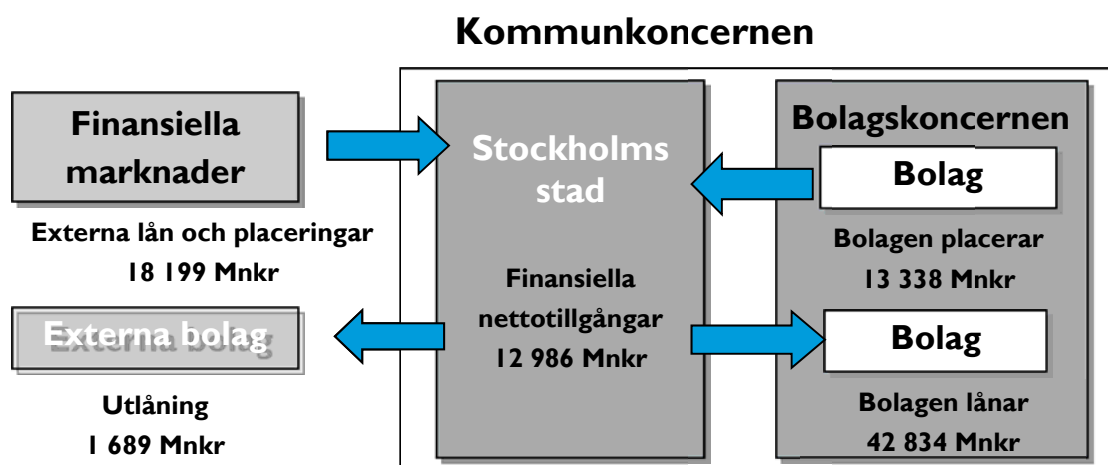 Kommunkoncernen
Finansiella
marknader
Externa lån och placeringar
18 199 Mnkr
Externa bolag
Utlåning
1 689 Mnkr
Stockholms
stad
Finansiella
nettotillgångar
12 986 Mnkr
Bolagskoncernen
Bolag
Bolagen placerar
13 338 Mnkr
Bolag
Bolagen lånar
42 834 Mnkr